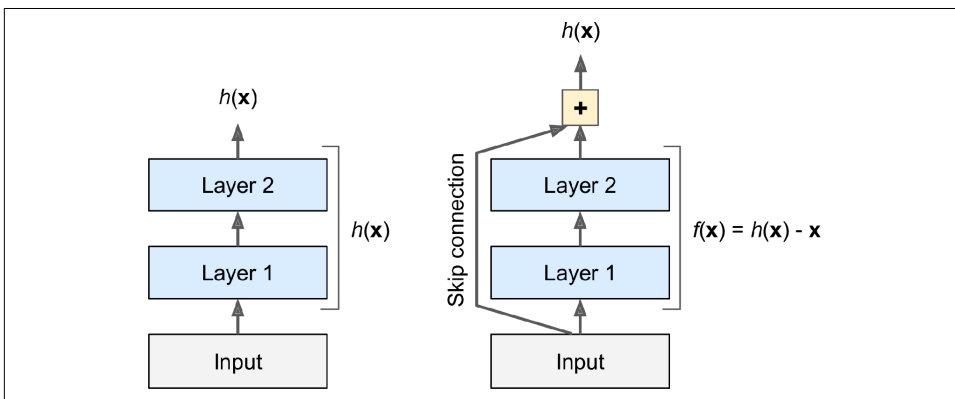 h(x)
Layer 2
Layer 1
h(x)
Input
h(x)
+
Skip connection
Layer 2
Layer 1
f(x) = h(x) - x
Input